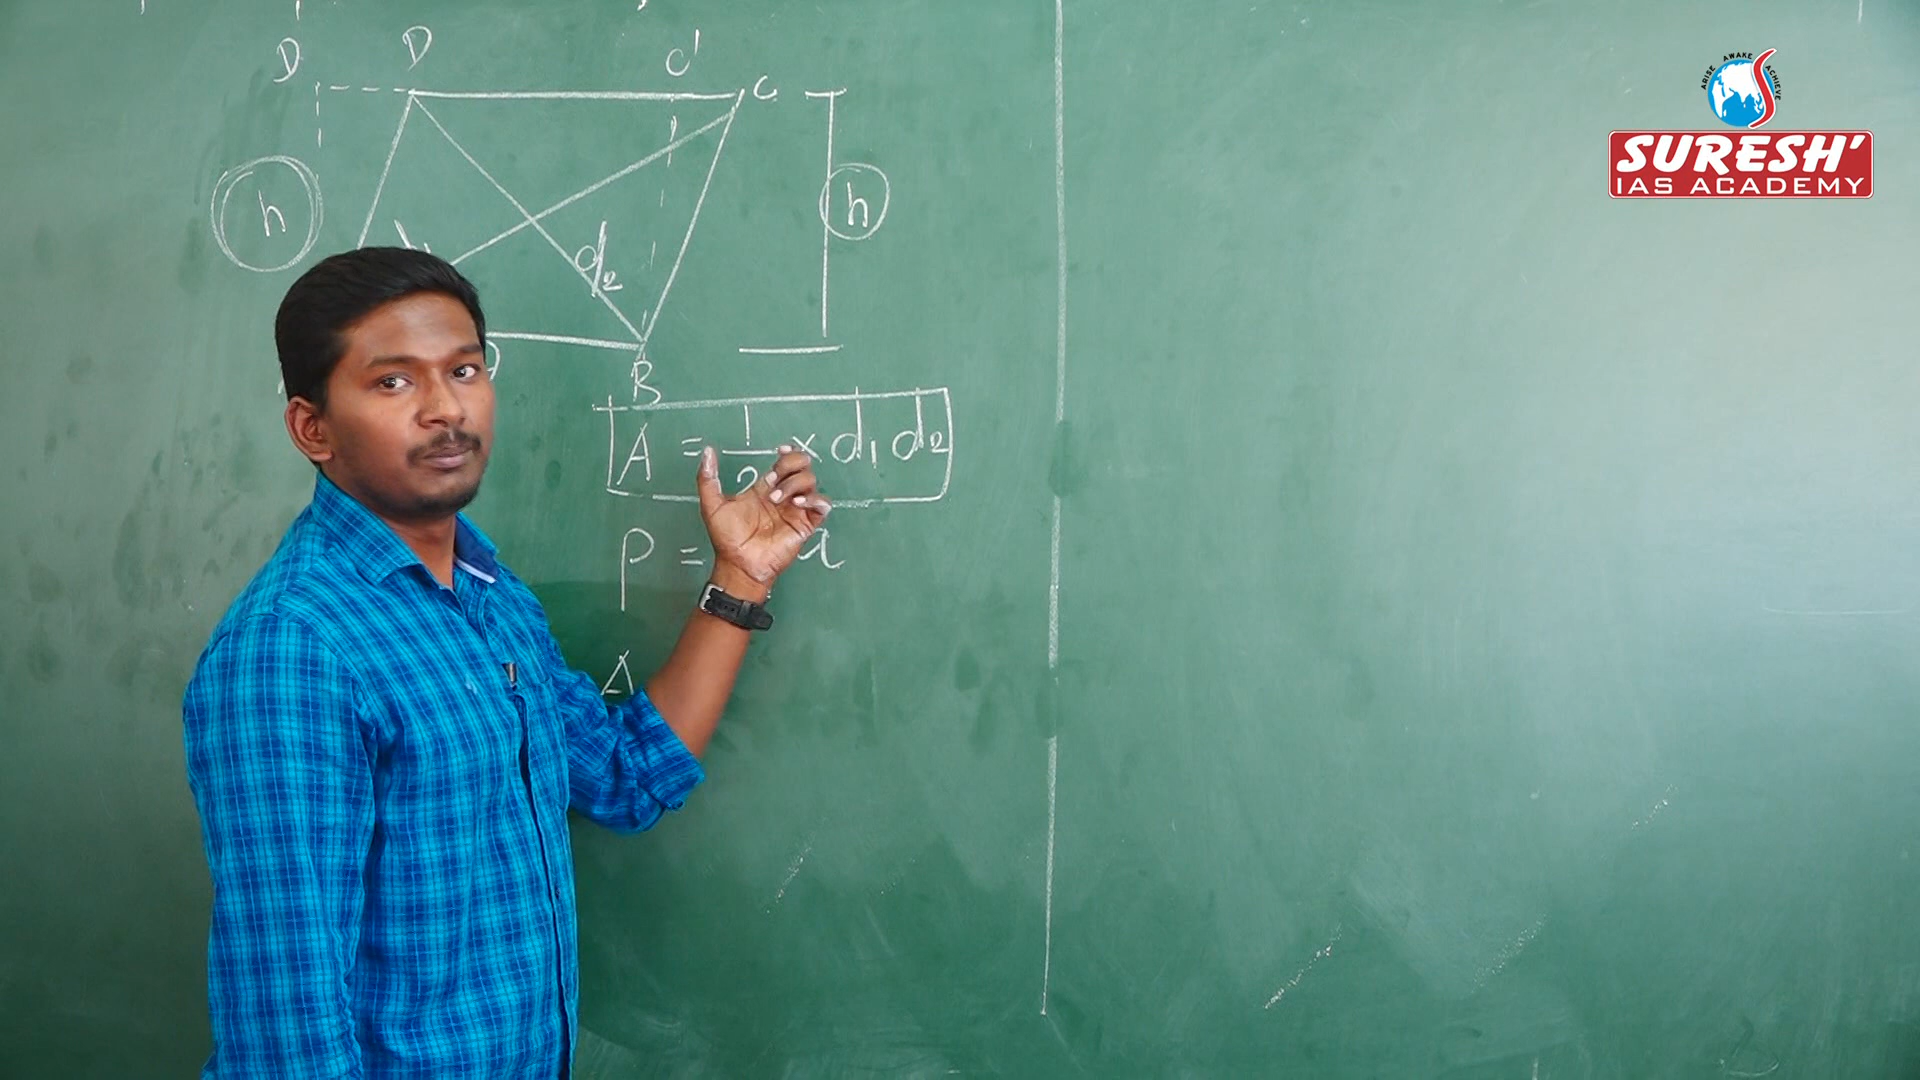 D D C' C
ARISE AWAKE ACHIEVE
SURESH'
IAS ACADEMY
h
h
d2
B
A = 1/2 × d1 d2
P = a
A